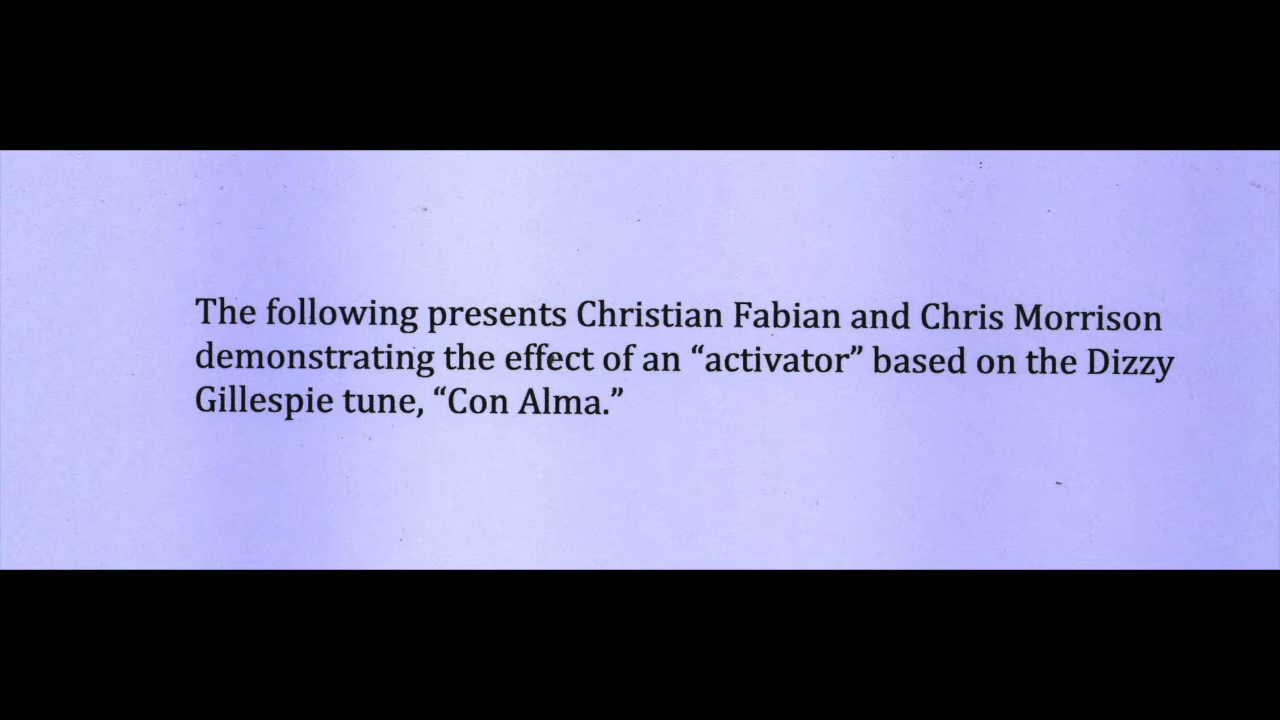 The following presents Christian Fabian and Chris Morrison
demonstrating the effect of an “activator” based on the Dizzy
Gillespie tune, “Con Alma.”